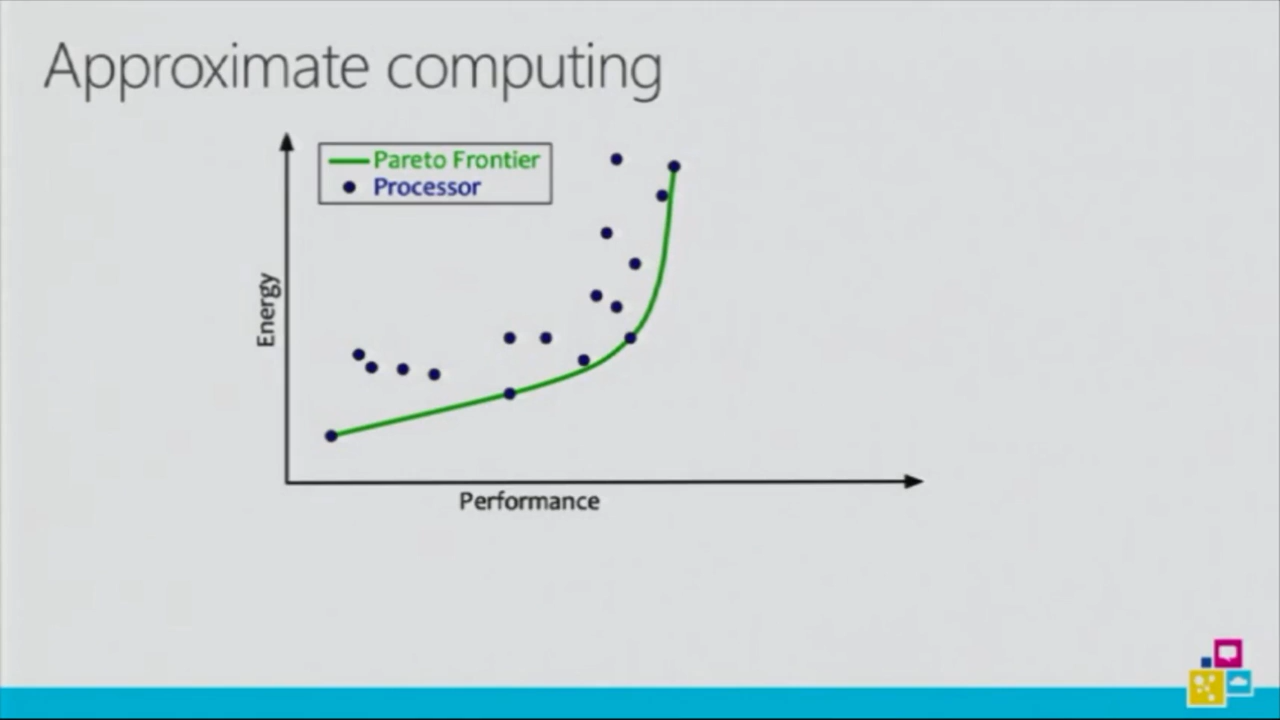 Approximate computing
Pareto Frontier
Processor
Energy
Performance